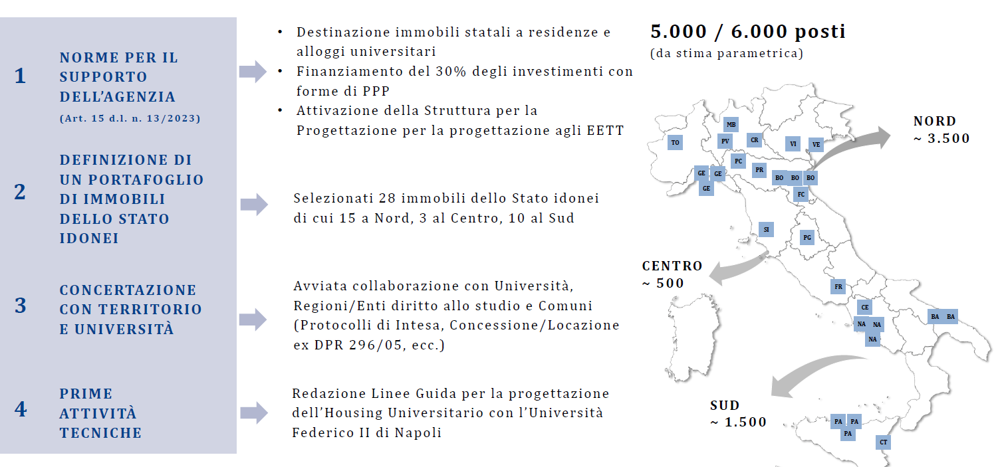 1
NORME PER IL
SUPPORTO
DELL’AGENZIA
(Art. 15 d.l. n. 13/2023)
• Destinazione immobili statali a residenze e
alloggi universitari
• Finanziamento del 30% degli investimenti con
forme di PPP
• Attivazione della Struttura per la
Progettazione per la progettazione agli EETT
2
DEFINIZIONE DI
UN PORTAFOGLIO
DI IMMOBILI
DELLO STATO
IDONEI
Selezionati 28 immobili dello Stato idonei
di cui 15 a Nord, 3 al Centro, 10 al Sud
3
CONCERTAZIONE
CON TERRITORIO
E UNIVERSITÀ
Avviata collaborazione con Università,
Regioni/Enti diritto allo studio e Comuni
(Protocolli di Intesa, Concessione/Locazione
ex DPR 296/05, ecc.)
4
PRIME
ATTIVITÀ
TECNICHE
Redazione Linee Guida per la progettazione
dell’Housing Universitario con l’Università
Federico II di Napoli
5.000 / 6.000 posti
(da stima parametrica)
NORD
~ 3.500
MB
TO
PV
CR
VI
VE
PC
PR
GE
GE
GE
BO
BO
BO
FC
SI
PG
CENTRO
~ 500
FR
CE
NA
NA
NA
BA
BA
SUD
~ 1.500
PA
PA
PA
CT